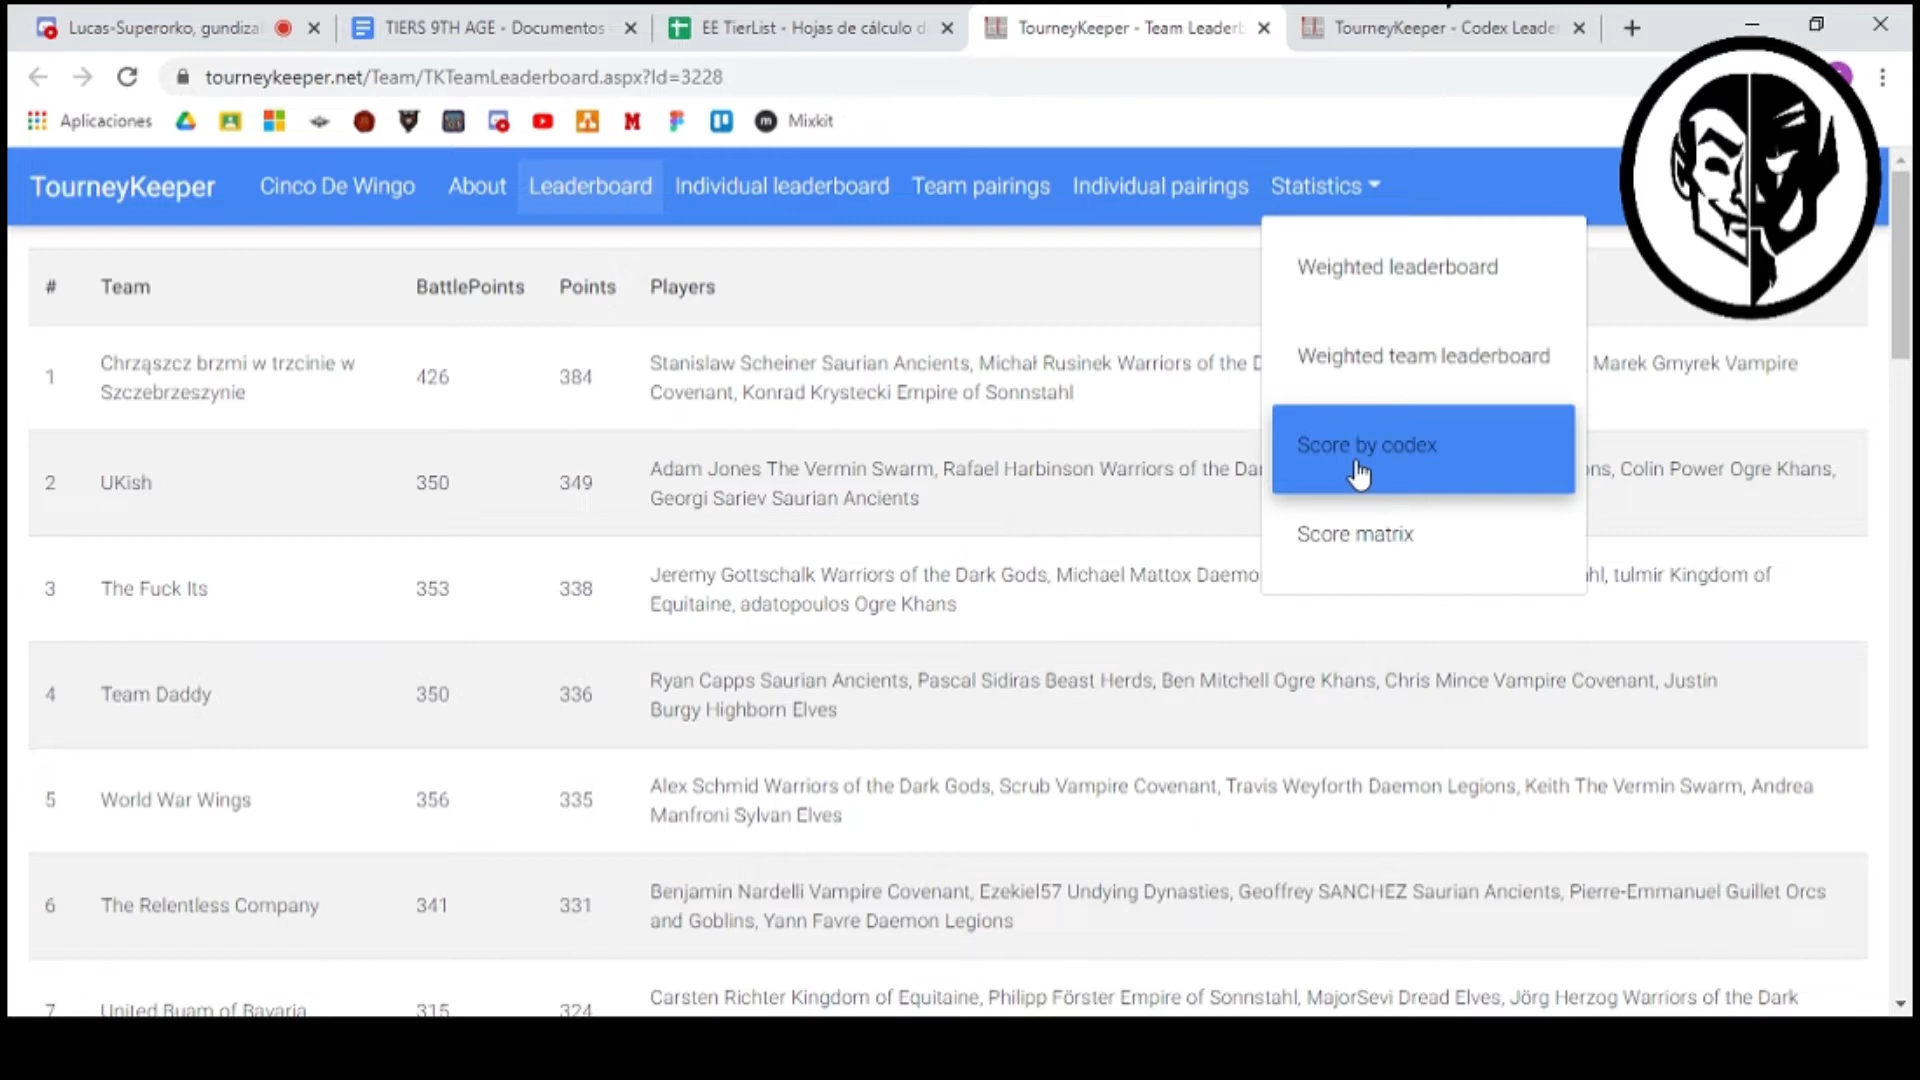 Lucas-Superorko, gundiza
TIERS 9TH AGE - Documentos
EE TierList - Hojas de cálculo d
TourneyKeeper - Team Leaderb
TourneyKeeper - Codex Leade
tourneykeeper.net/Team/TKTeamLeaderboard.aspx?Id=3228
Aplicaciones
Mixkit
TourneyKeeper Cinco De Wingo About Leaderboard Individual leaderboard Team pairings Individual pairings Statistics
Weighted leaderboard
Weighted team leaderboard
Score by codex
Score matrix
# Team BattlePoints Points Players
1 Chrząszcz brzmi w trzcinie w Szczebrzeszynie 426 384 Stanislaw Scheiner Saurian Ancients, Michał Rusinek Warriors of the D Marek Gmyrek Vampire
Covenant, Konrad Krystecki Empire of Sonnstahl
2 UKish 350 349 Adam Jones The Vermin Swarm, Rafael Harbinson Warriors of the Da ons, Colin Power Ogre Khans,
Georgi Sariev Saurian Ancients
3 The Fuck Its 353 338 Jeremy Gottschalk Warriors of the Dark Gods, Michael Mattox Daemo hl, tulmir Kingdom of
Equitaine, adatopoulos Ogre Khans
4 Team Daddy 350 336 Ryan Capps Saurian Ancients, Pascal Sidiras Beast Herds, Ben Mitchell Ogre Khans, Chris Mince Vampire Covenant, Justin
Burgy Highborn Elves
5 World War Wings 356 335 Alex Schmid Warriors of the Dark Gods, Scrub Vampire Covenant, Travis Weyforth Daemon Legions, Keith The Vermin Swarm, Andrea
Manfroni Sylvan Elves
6 The Relentless Company 341 331 Benjamin Nardelli Vampire Covenant, Ezekiel57 Undying Dynasties, Geoffrey SANCHEZ Saurian Ancients, Pierre-Emmanuel Guillet Orcs
and Goblins, Yann Favre Daemon Legions
7 United Buam of Bavaria 315 324 Carsten Richter Kingdom of Equitaine, Philipp Förster Empire of Sonnstahl, MajorSevi Dread Elves, Jörg Herzog Warriors of the Dark